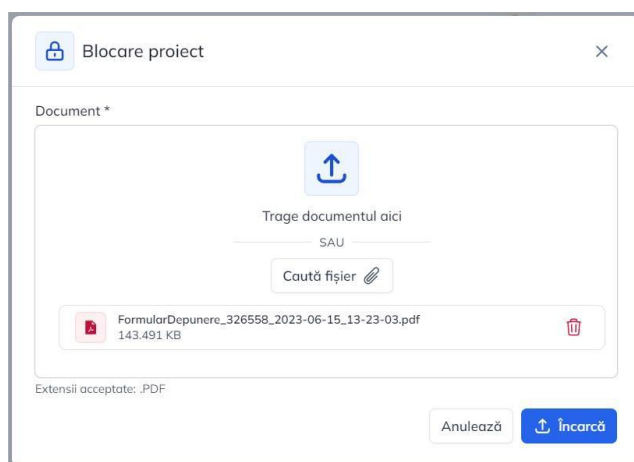 Blocare proiect
Document *
Trage documentul aici
SAU
Caută fișier
FormularDepunere_326558_2023-06-15_13-23-03.pdf
143.491 KB
Extensii acceptate: .PDF
Anulează
Încarcă